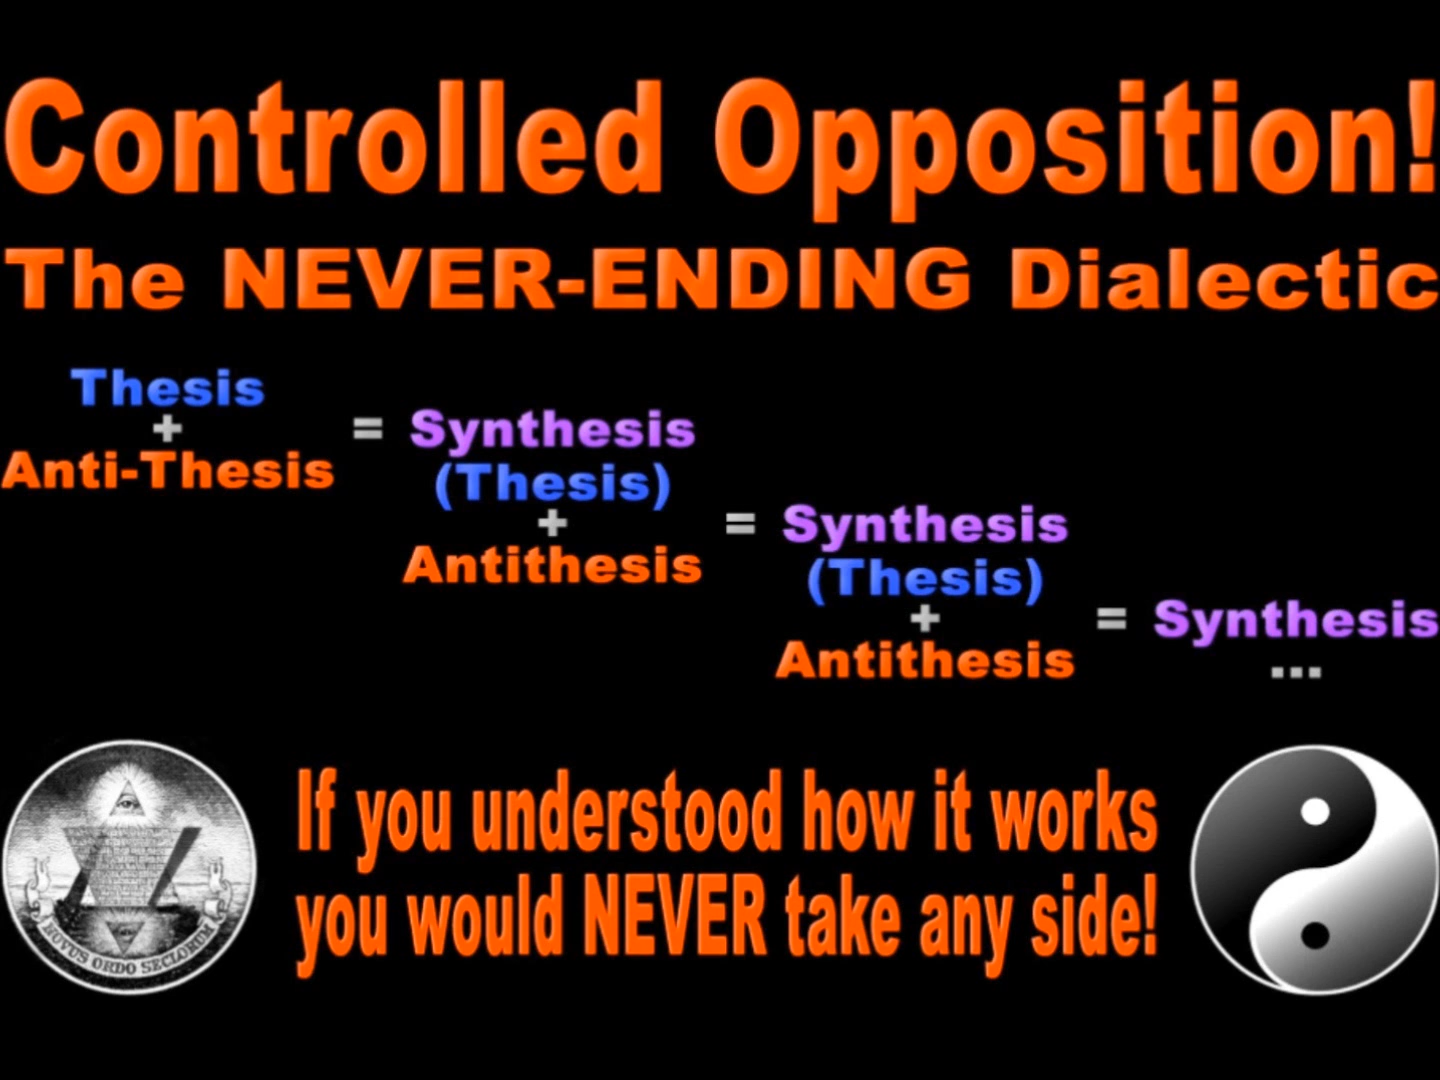 Controlled Opposition!
The NEVER-ENDING Dialectic
Thesis
+
Anti-Thesis
= Synthesis
(Thesis)
+
Antithesis
= Synthesis
(Thesis)
+
Antithesis
= Synthesis
...
If you understood how it works
you would NEVER take any side!
NOVUS ORDO SECLORUM